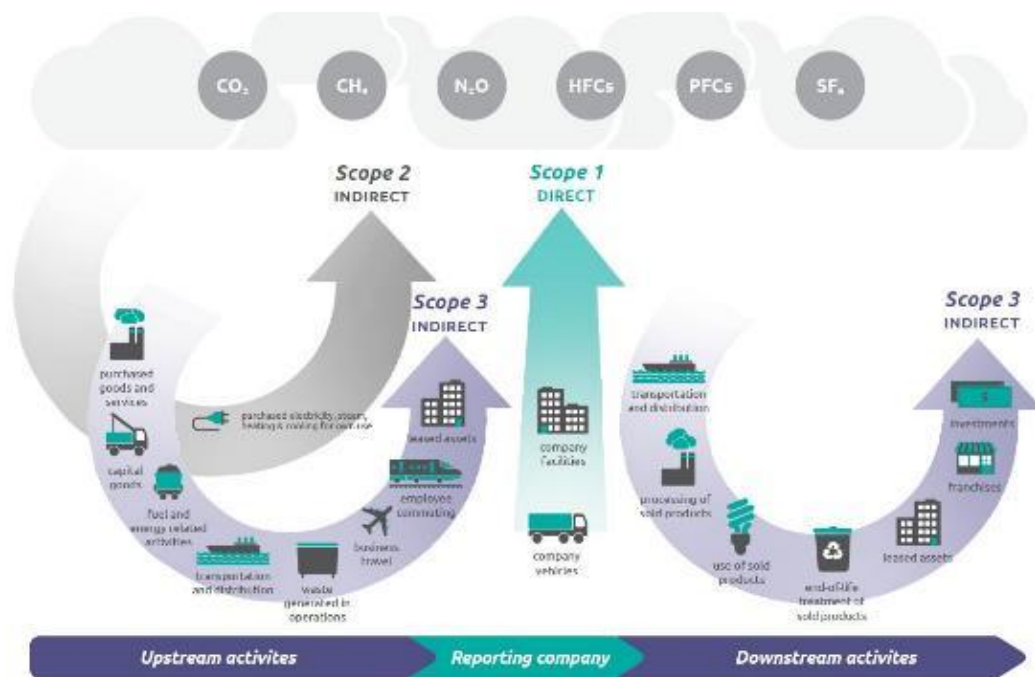 CO₂
CH₄
N₂O
HFCs
PFCs
SF₆
Scope 2
INDIRECT
Scope 1
DIRECT
Scope 3
INDIRECT
Scope 3
INDIRECT
purchased
goods and
services
capital
goods
fuel and
energy related
activities
transportation
and distribution
waste
generated in
operations
business
travel
employee
commuting
leased assets
purchased electricity, steam,
heating & cooling for own use
company
facilities
company
vehicles
transportation
and distribution
processing of
sold products
use of sold
products
end-of-life
treatment of
sold products
leased assets
franchises
investments
Upstream activites
Reporting company
Downstream activites